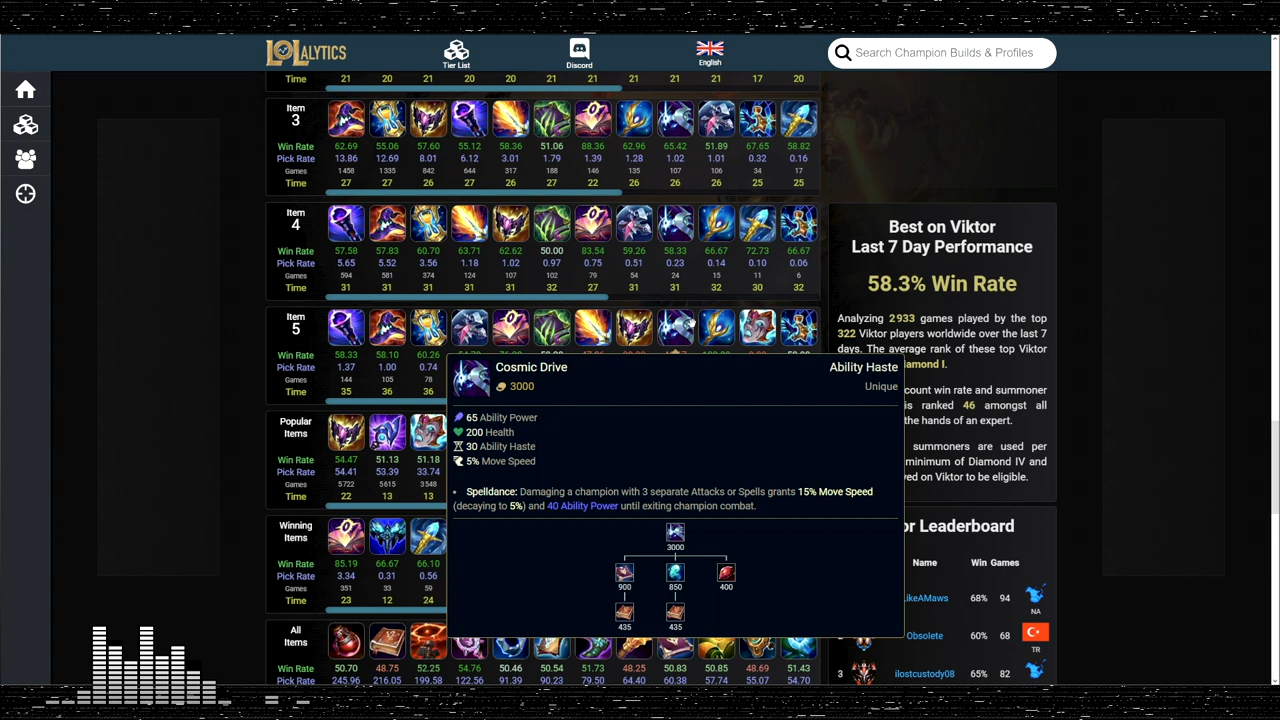 LOLALYTICS
Tier List
Discord
English
Search Champion Builds & Profiles
Time 21 20 21 20 20 21 21 21 21 21 17 20
Item 3
Win Rate 62.69 55.06 57.60 55.12 58.36 51.06 88.36 62.96 65.42 51.89 67.65 58.82
Pick Rate 13.86 12.69 8.01 6.12 3.01 1.79 1.39 1.28 1.02 1.01 0.32 0.16
Games 1 458 1 335 842 644 317 188 146 135 107 106 34 17
Time 27 27 26 27 26 27 22 26 26 26 25 25
Item 4
Win Rate 57.58 57.83 60.70 63.71 62.62 50.00 83.54 59.26 58.33 66.67 72.73 66.67
Pick Rate 5.65 5.52 3.56 1.18 1.02 0.97 0.75 0.51 0.23 0.14 0.10 0.06
Games 594 581 374 124 107 102 79 54 24 15 11 6
Time 31 31 31 31 31 32 27 31 31 32 30 32
Item 5
Win Rate 58.33 58.10 60.26
Pick Rate 1.37 1.00 0.74
Games 144 105 78
Time 35 36 36
Popular Items
Win Rate 54.47 51.13 51.18
Pick Rate 54.41 53.39 33.74
Games 5 722 5 615 3 548
Time 22 13 13
Winning Items
Win Rate 85.19 66.67 66.10
Pick Rate 3.34 0.31 0.56
Games 351 33 59
Time 23 12 24
All Items
Win Rate 50.70 48.75 52.25 54.76 50.46 50.54 51.73 48.25 50.83 50.85 48.69 51.43
Pick Rate 245.96 216.05 199.58 122.56 91.39 90.23 79.50 64.40 60.38 57.74 55.07 54.70
Cosmic Drive
Ability Haste
3000
Unique
65 Ability Power
200 Health
30 Ability Haste
5% Move Speed
Spelldance: Damaging a champion with 3 separate Attacks or Spells grants 15% Move Speed
(decaying to 5%) and 40 Ability Power until exiting champion combat.
3000
900 850 400
435 435
Best on Viktor
Last 7 Day Performance
58.3% Win Rate
Analyzing 2 933 games played by the top
322 Viktor players worldwide over the last 7
days. The average rank of these top Viktor
iamond I.
count win rate and summoner
is ranked 46 amongst all
the hands of an expert.
summoners are used per
minimum of Diamond IV and
ed on Viktor to be eligible.
or Leaderboard
Name Win Games
ikeAMaws 68% 94
NA
Obsolete 60% 68
TR
3 ilostcustody08 65% 82